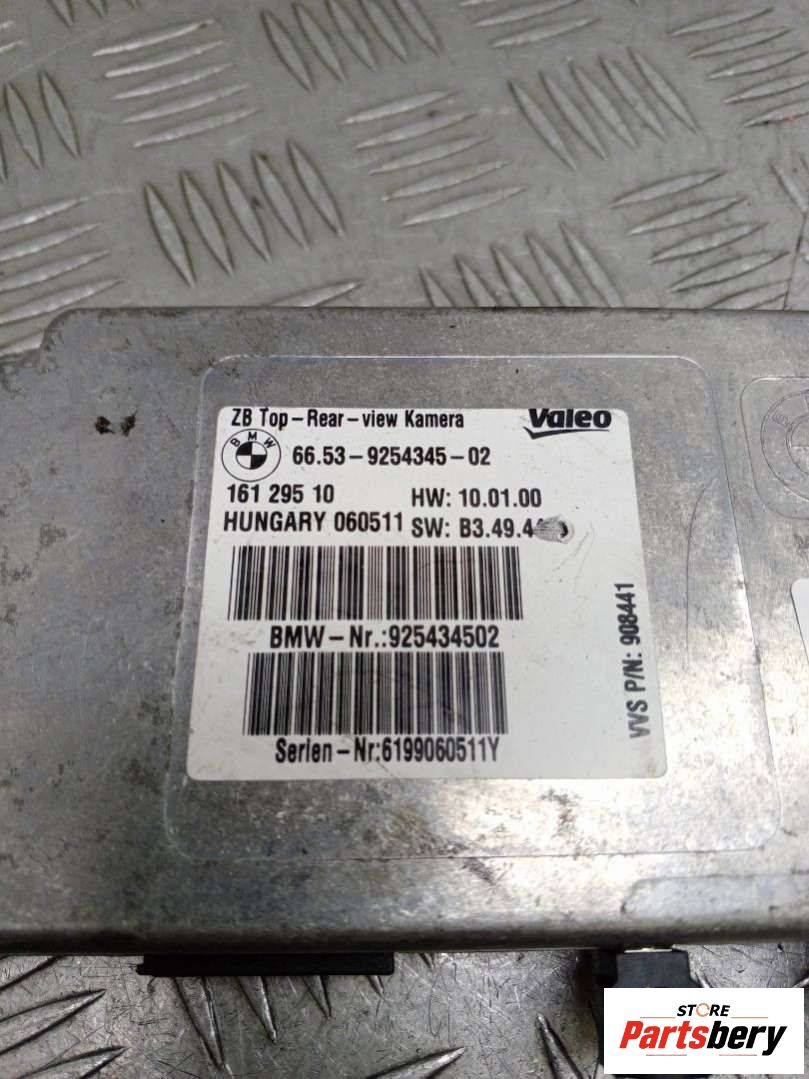 ZB Top-Rear-view Kamera
Valeo
BMW
66.53-9254345-02
161 295 10
HW: 10.01.00
HUNGARY 060511
SW:
BMW-Nr.:925434502
Serien-Nr:6199060511Y
VVS P/N: 908441
STORE
Partsbery